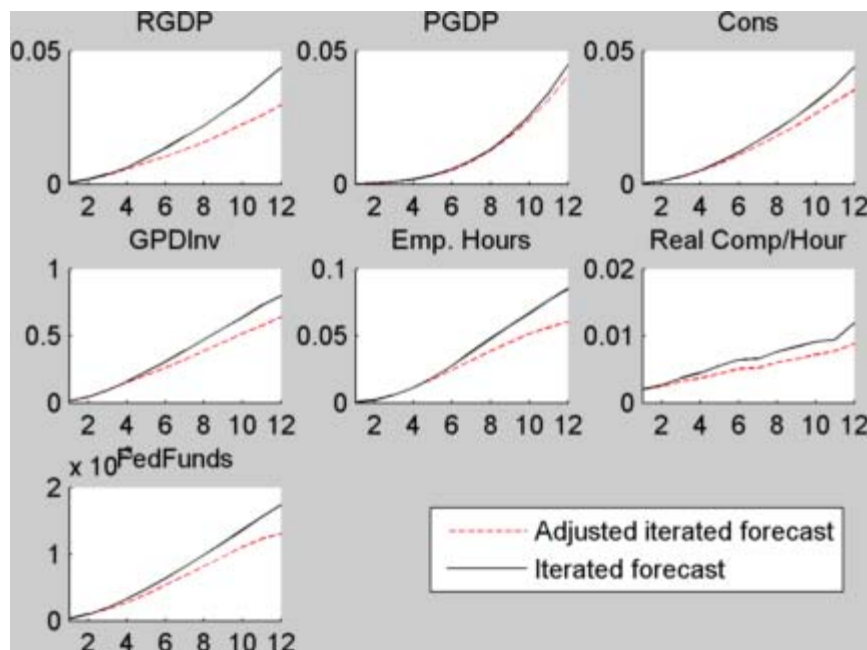 RGDP PGDP Cons
0.05 0.05 0.05
0 0 0
2 4 6 8 10 12 2 4 6 8 10 12 2 4 6 8 10 12
GPDInv Emp. Hours Real Comp/Hour
1 0.1 0.02
0.5 0.05 0.01
0 0 0
2 4 6 8 10 12 2 4 6 8 10 12 2 4 6 8 10 12
x 10 FedFunds
2
1
0
2 4 6 8 10 12
Adjusted iterated forecast
Iterated forecast